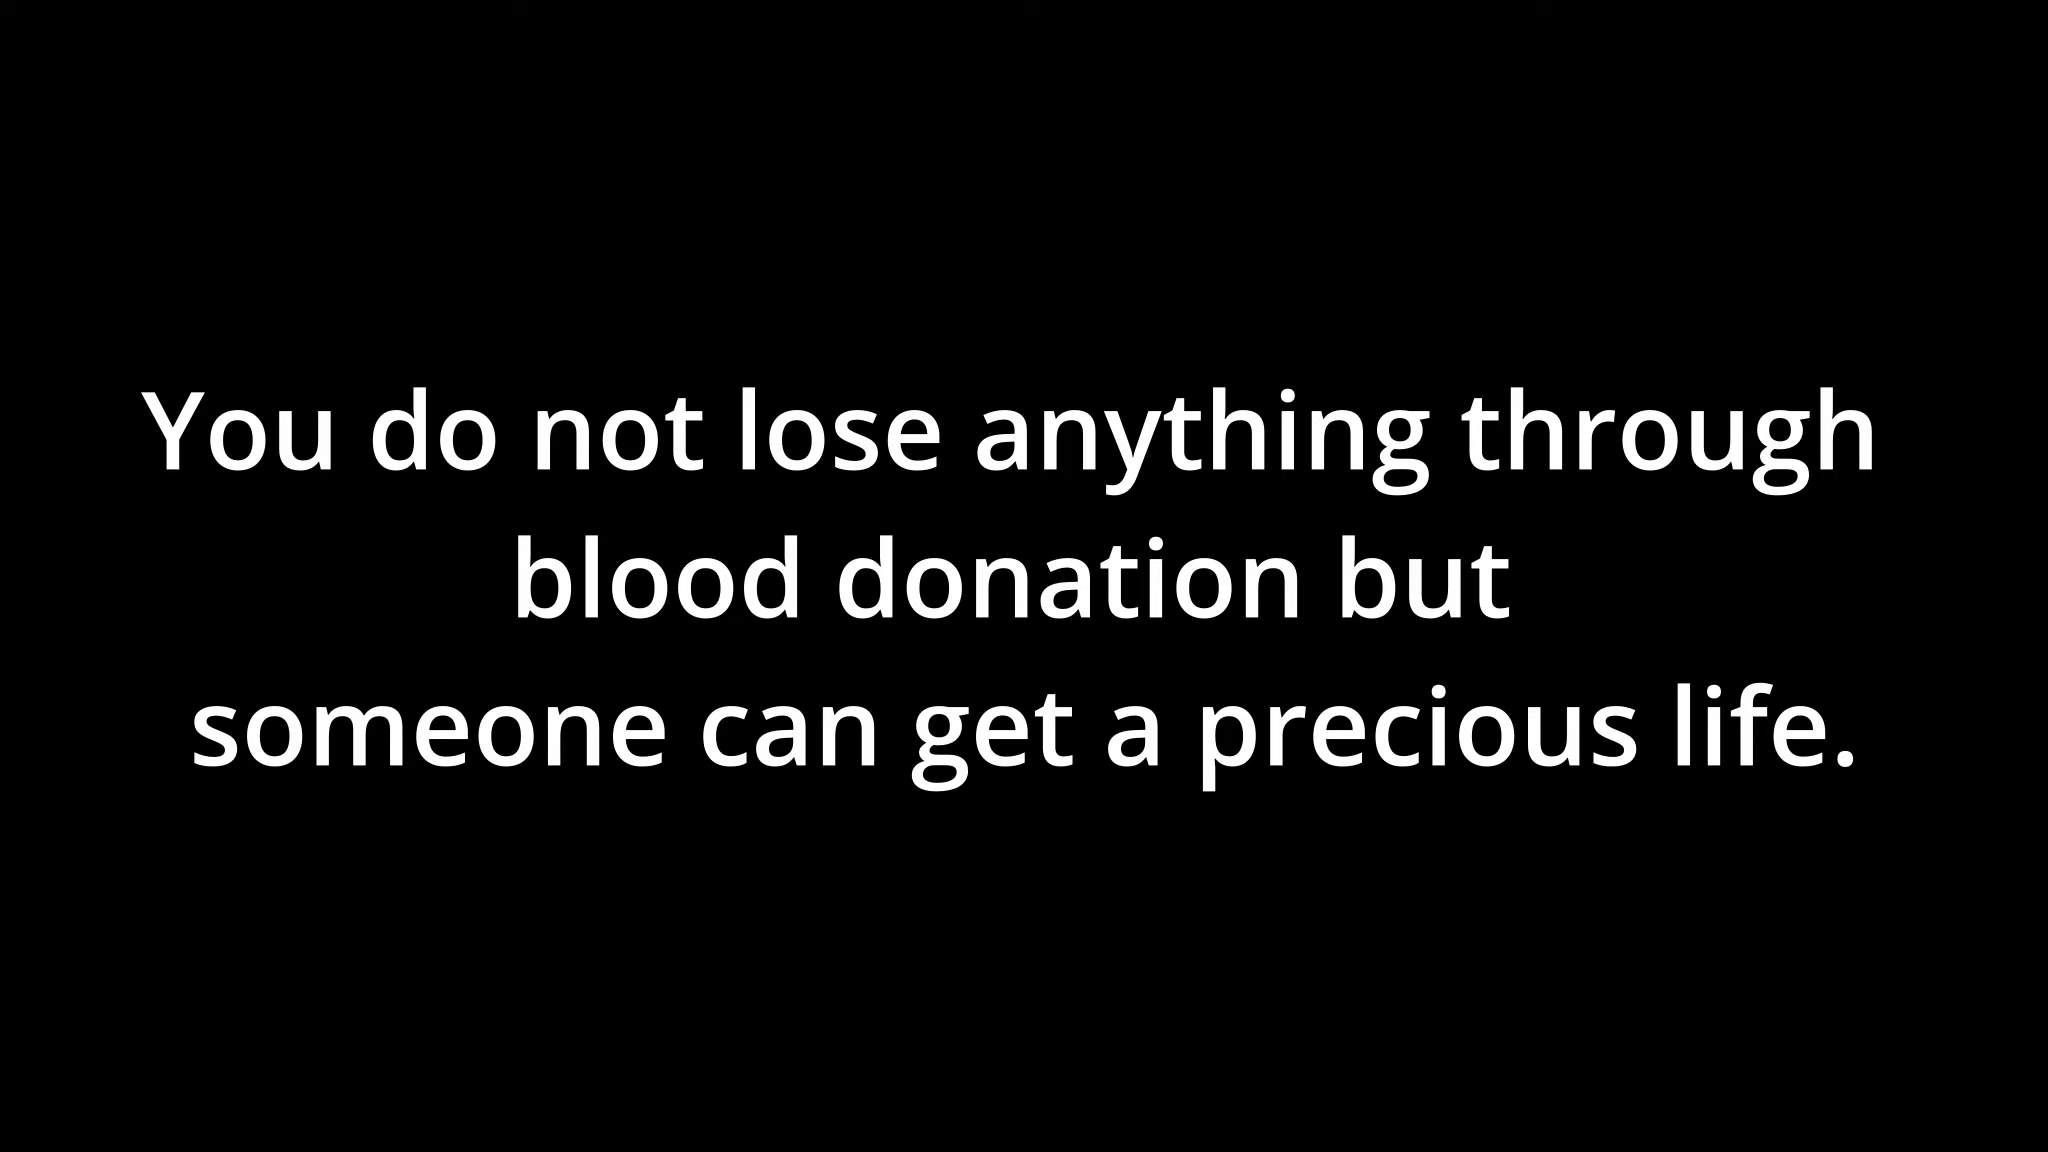 You do not lose anything through
blood donation but
someone can get a precious life.